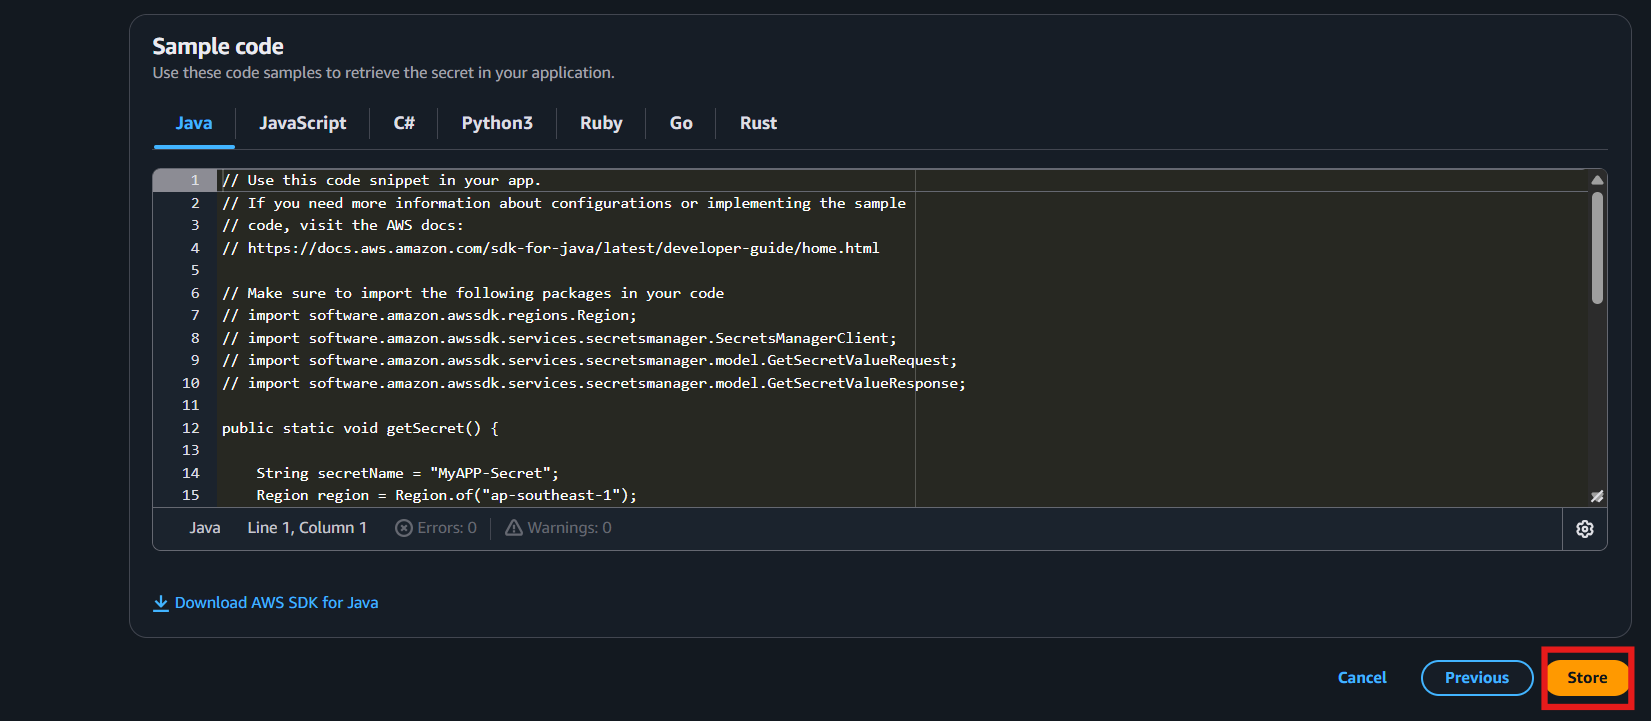 Sample code
Use these code samples to retrieve the secret in your application.
Java JavaScript C# Python3 Ruby Go Rust
1 // Use this code snippet in your app.
2 // If you need more information about configurations or implementing the sample
3 // code, visit the AWS docs:
4 // https://docs.aws.amazon.com/sdk-for-java/latest/developer-guide/home.html
5
6 // Make sure to import the following packages in your code
7 // import software.amazon.awssdk.regions.Region;
8 // import software.amazon.awssdk.services.secretsmanager.SecretsManagerClient;
9 // import software.amazon.awssdk.services.secretsmanager.model.GetSecretValueRequest;
10 // import software.amazon.awssdk.services.secretsmanager.model.GetSecretValueResponse;
11
12 public static void getSecret() {
13
14     String secretName = "MyAPP-Secret";
15     Region region = Region.of("ap-southeast-1");
Java Line 1, Column 1 Errors: 0 Warnings: 0
Download AWS SDK for Java
Cancel Previous Store